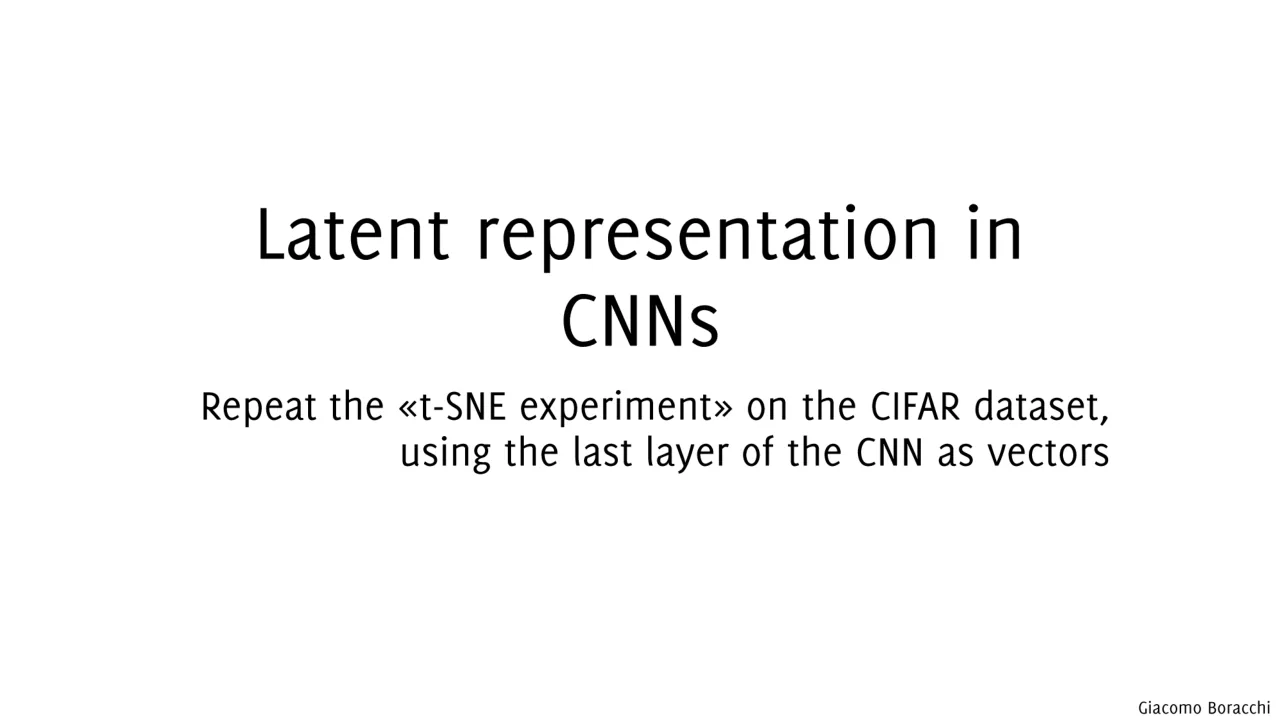 Latent representation in
CNNs
Repeat the «t-SNE experiment» on the CIFAR dataset,
using the last layer of the CNN as vectors
Giacomo Boracchi